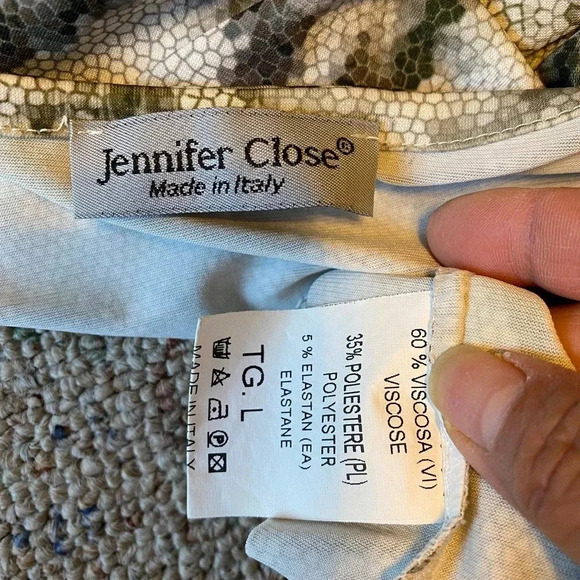 Jennifer Close®
Made in Italy
60 % VISCOSA (VI)
VISCOSE
35% POLIESTERE (PL)
POLYESTER
5 % ELASTAN (EA)
ELASTANE
TG. L
MADE IN ITALY